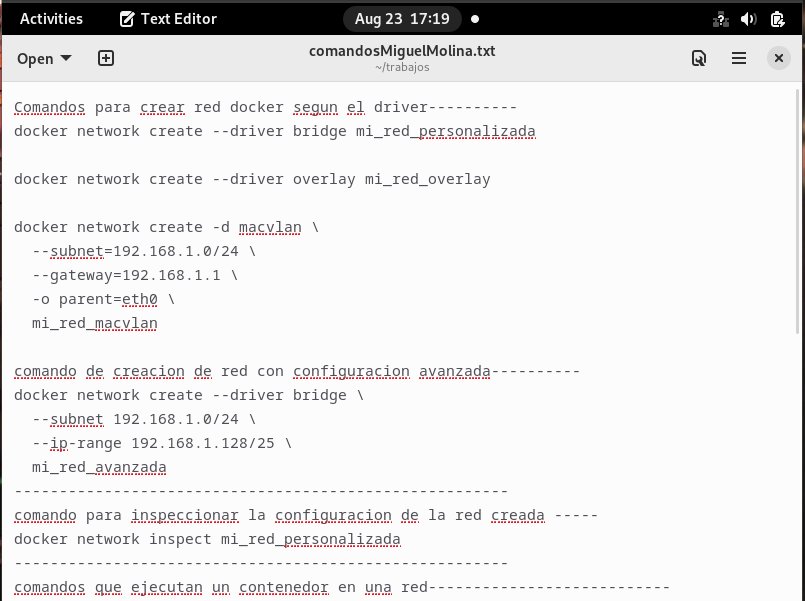 Activities Text Editor Aug 23 17:19
Open comandosMiguelMolina.txt
~/trabajos
Comandos para crear red docker segun el driver----------
docker network create --driver bridge mi_red_personalizada
docker network create --driver overlay mi_red_overlay
docker network create -d macvlan \
--subnet=192.168.1.0/24 \
--gateway=192.168.1.1 \
-o parent=eth0 \
mi_red_macvlan
comando de creacion de red con configuracion avanzada----------
docker network create --driver bridge \
--subnet 192.168.1.0/24 \
--ip-range 192.168.1.128/25 \
mi_red_avanzada
-------------------------------------------------------
comando para inspeccionar la configuracion de la red creada -----
docker network inspect mi_red_personalizada
-------------------------------------------------------
comandos que ejecutan un contenedor en una red---------------------------